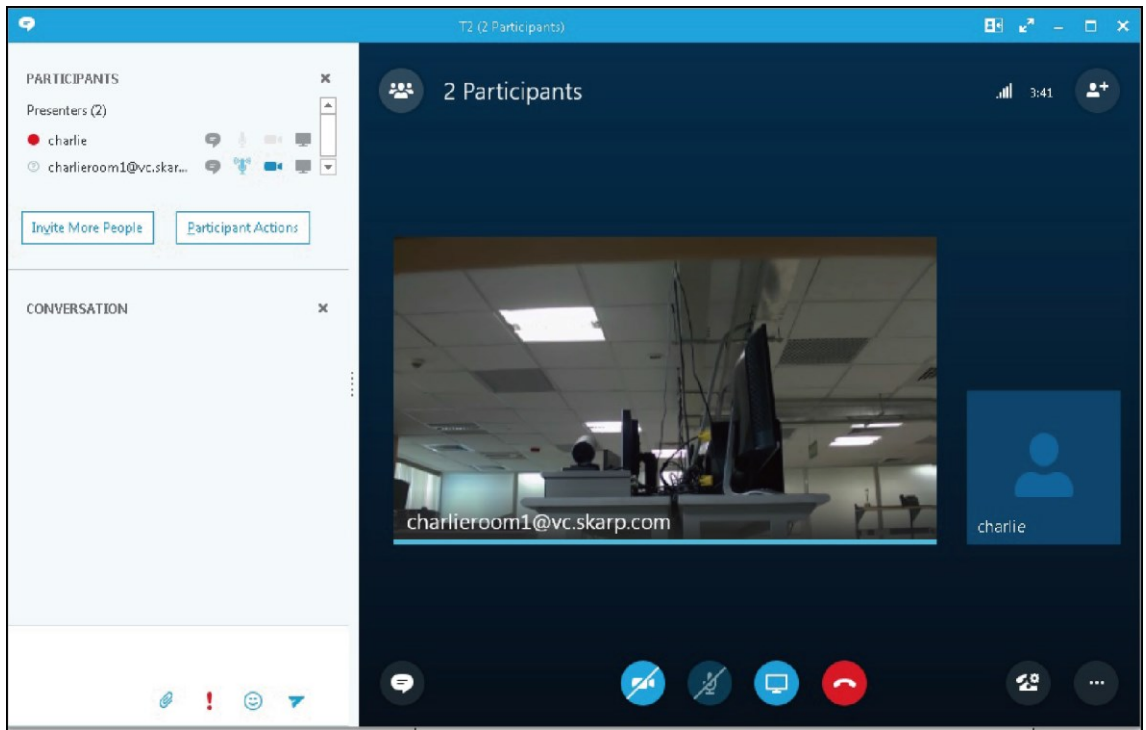 T2 (2 Participants)
PARTICIPANTS
Presenters (2)
charlie
charlieroom1@vc.skar...
Invite More People
Participant Actions
CONVERSATION
2 Participants
3:41
charlieroom1@vc.skarp.com
charlie